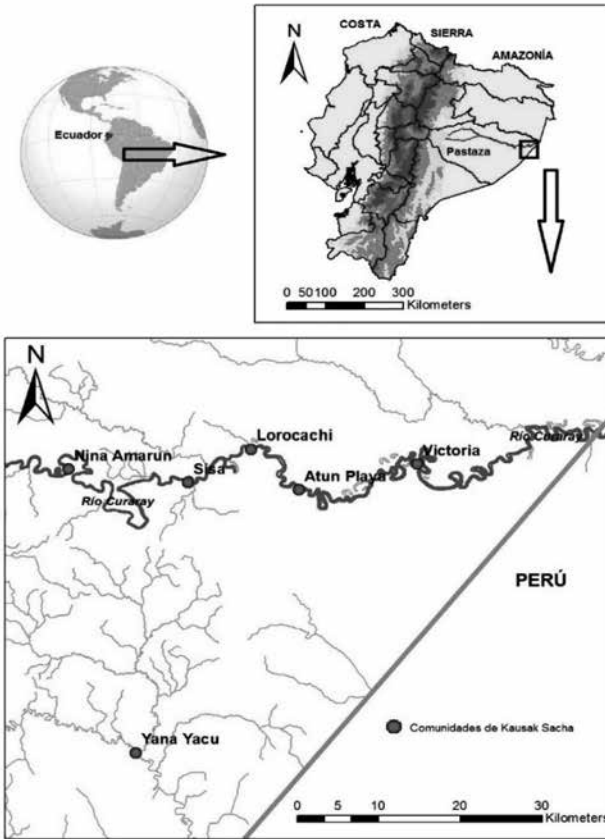 Ecuador
COSTA
SIERRA
AMAZONÍA
N
Pastaza
0 50100 200 300
Kilometers
N
Lorocachi
Nina Amarun
Sisa
Victoria
Río Curaray
Atun Playa
Río Curaray
PERÚ
Comunidades de Kausak Sacha
Yana Yacu
0 5 10 20 30
Kilometers